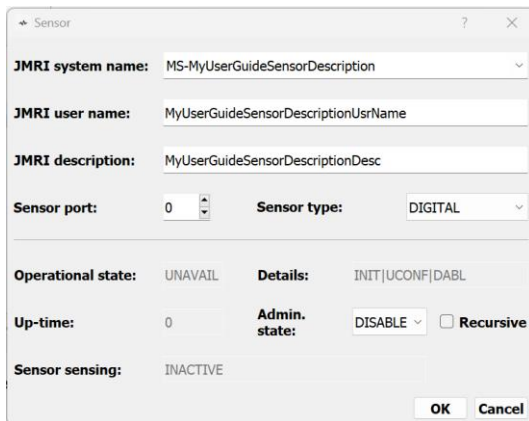 Sensor ?
JMRI system name: MS-MyUserGuideSensorDescription
JMRI user name: MyUserGuideSensorDescriptionUsrName
JMRI description: MyUserGuideSensorDescriptionDesc
Sensor port: 0 Sensor type: DIGITAL
Operational state: UNAVAIL Details: INIT|UCONF|DABL
Up-time: 0 Admin. state: DISABLE Recursive
Sensor sensing: INACTIVE
OK Cancel